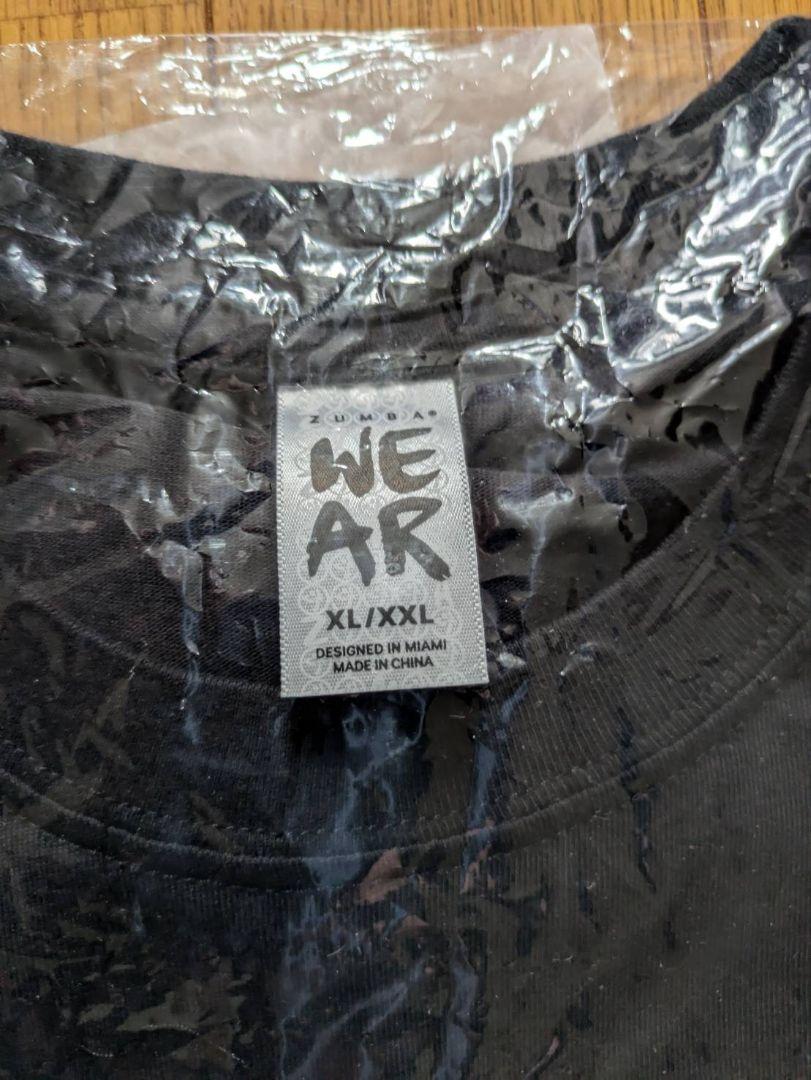 ZUMBA®
WE
AR
XL/XXL
DESIGNED IN MIAMI
MADE IN CHINA